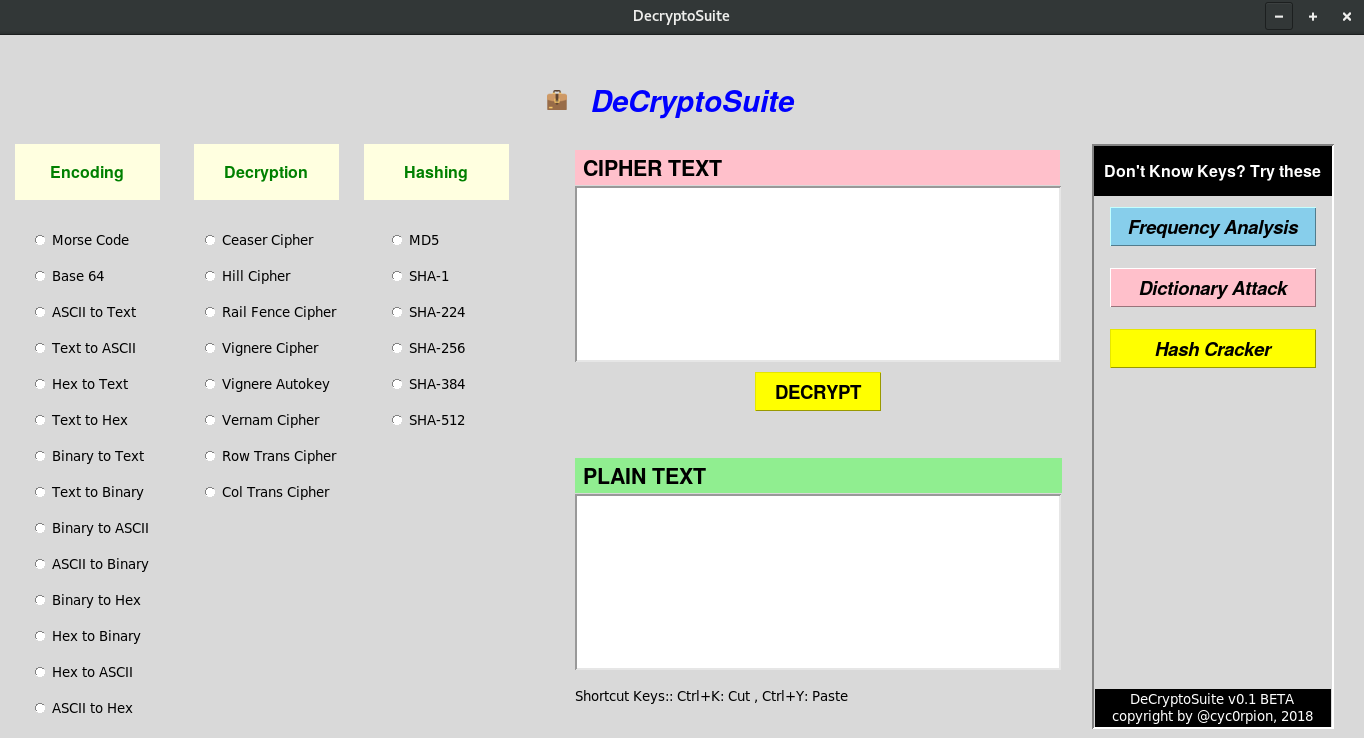 DecryptoSuite
DeCryptoSuite
Encoding
Morse Code
Base 64
ASCII to Text
Text to ASCII
Hex to Text
Text to Hex
Binary to Text
Text to Binary
Binary to ASCII
ASCII to Binary
Binary to Hex
Hex to Binary
Hex to ASCII
ASCII to Hex
Decryption
Ceaser Cipher
Hill Cipher
Rail Fence Cipher
Vignere Cipher
Vignere Autokey
Vernam Cipher
Row Trans Cipher
Col Trans Cipher
Hashing
MD5
SHA-1
SHA-224
SHA-256
SHA-384
SHA-512
CIPHER TEXT
DECRYPT
PLAIN TEXT
Shortcut Keys:: Ctrl+K: Cut , Ctrl+Y: Paste
Don't Know Keys? Try these
Frequency Analysis
Dictionary Attack
Hash Cracker
DeCryptoSuite v0.1 BETA
copyright by @cyc0rpion, 2018